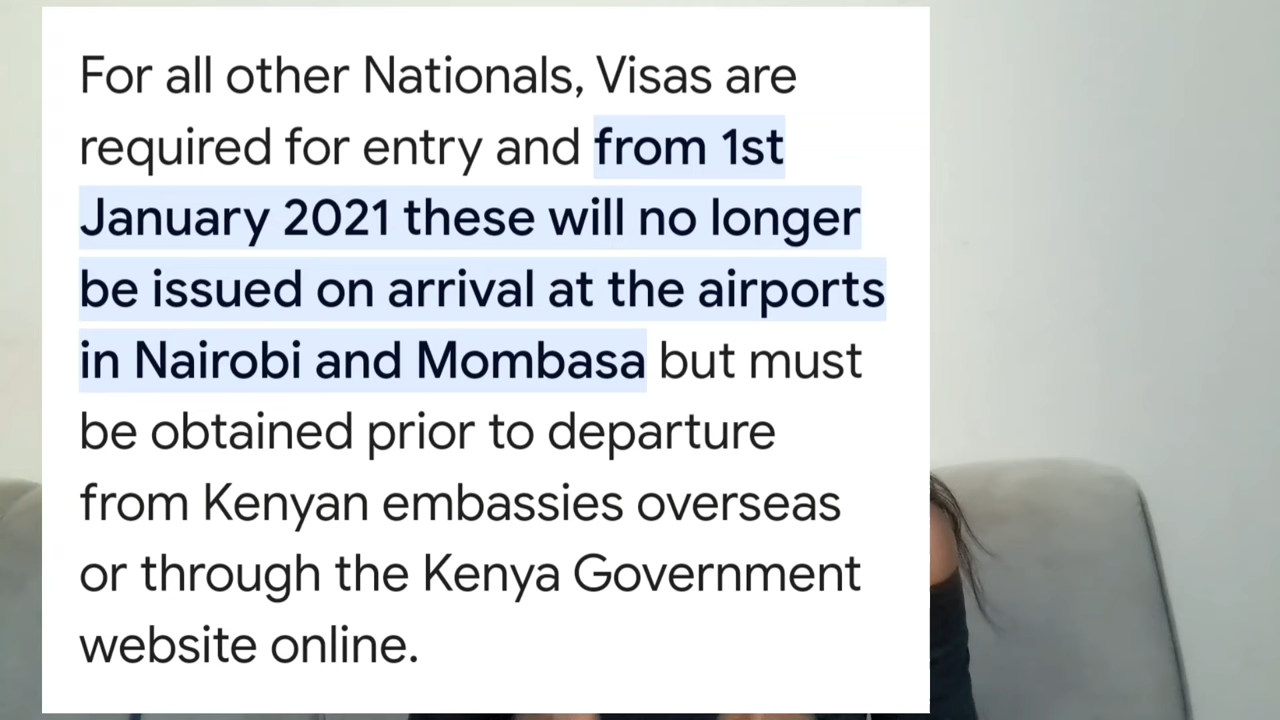 For all other Nationals, Visas are
required for entry and from 1st
January 2021 these will no longer
be issued on arrival at the airports
in Nairobi and Mombasa but must
be obtained prior to departure
from Kenyan embassies overseas
or through the Kenya Government
website online.